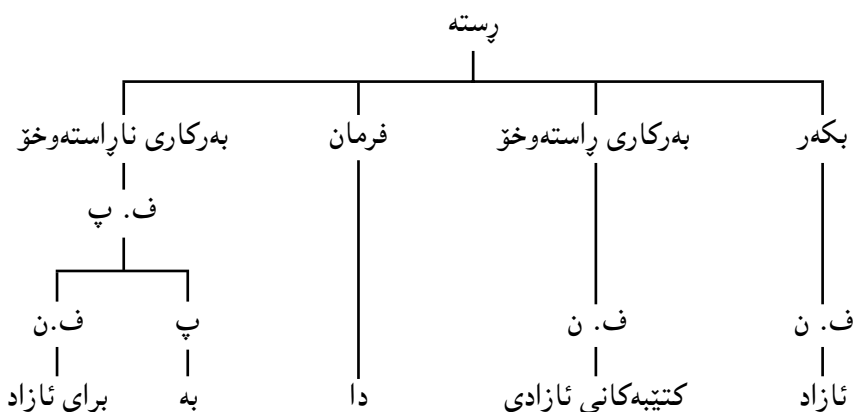 ڕستە
بکەر بەرکاری ڕاستەوخۆ فرمان بەرکاری ناڕاستەوخۆ
ف. پ
ف. ن ف. ن پ ف.ن
ئازاد کتێبەکانی ئازادی دا بە برای ئازاد